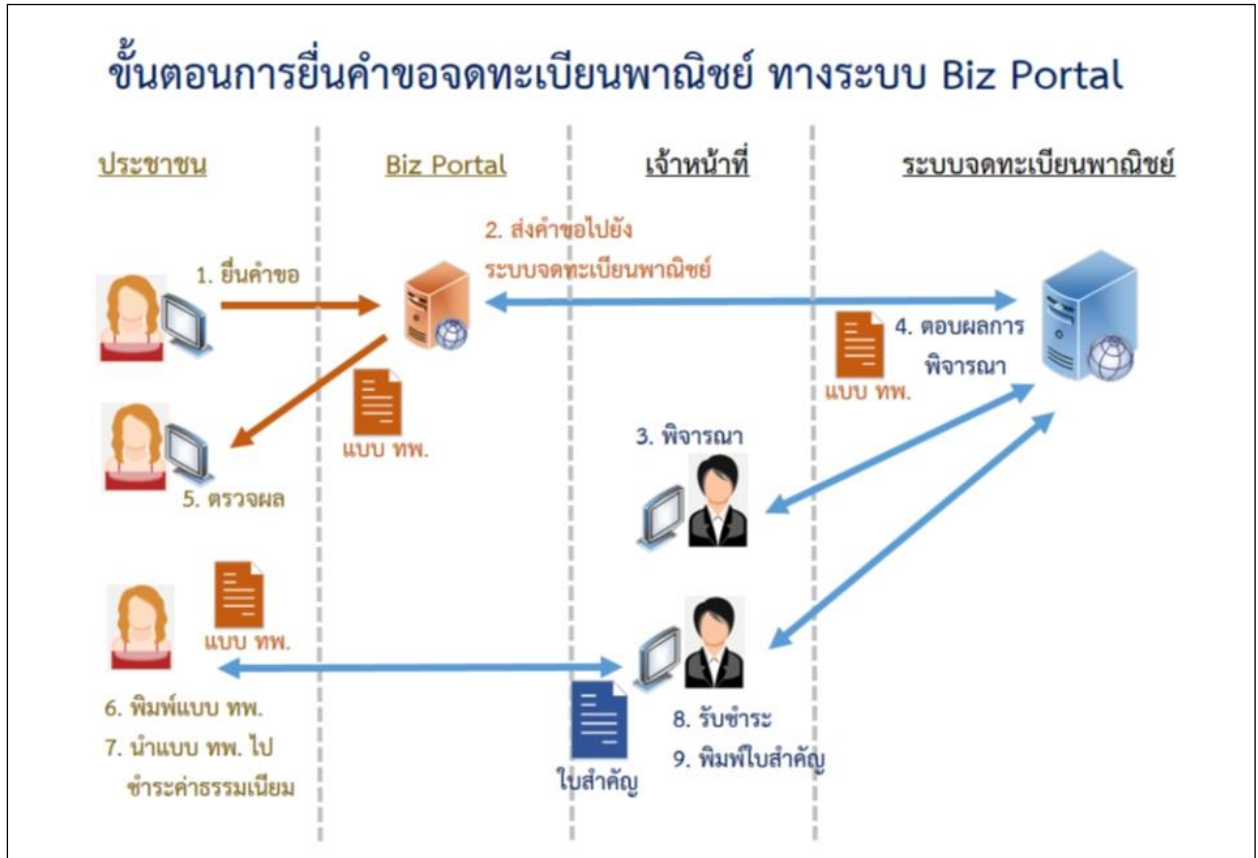 ขั้นตอนการยื่นคำขอจดทะเบียนพาณิชย์ ทางระบบ Biz Portal
ประชาชน
Biz Portal
เจ้าหน้าที่
ระบบจดทะเบียนพาณิชย์
1. ยื่นคำขอ
2. ส่งคำขอไปยัง
ระบบจดทะเบียนพาณิชย์
แบบ ทพ.
4. ตอบผลการ
พิจารณา
แบบ ทพ.
3. พิจารณา
5. ตรวจผล
แบบ ทพ.
6. พิมพ์แบบ ทพ.
7. นำแบบ ทพ. ไป
ชำระค่าธรรมเนียม
ใบสำคัญ
8. รับชำระ
9. พิมพ์ใบสำคัญ